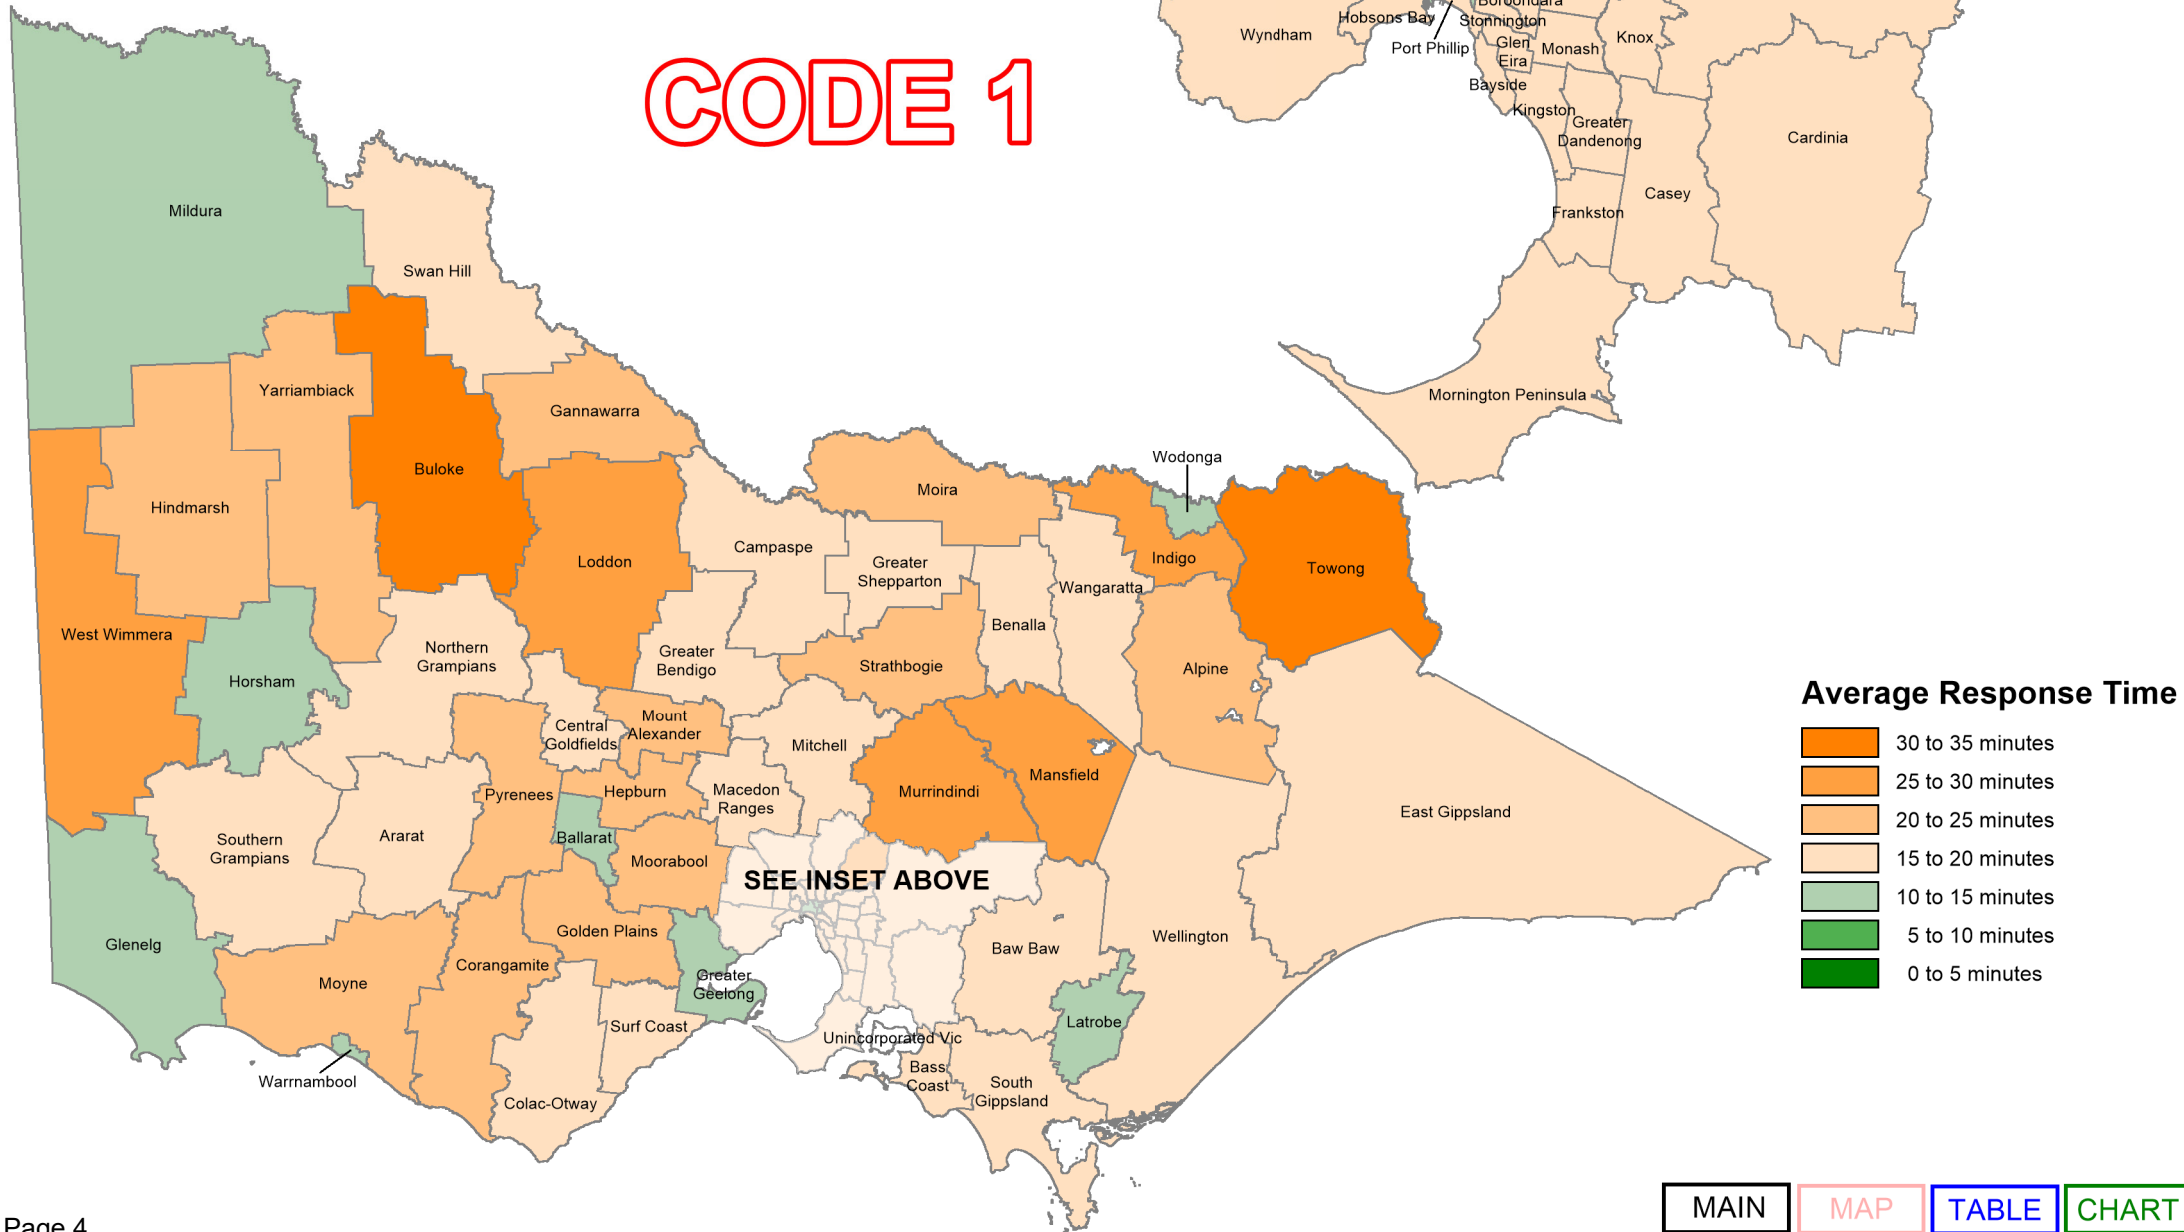 Boroondara
Hobsons Bay
Stonnington
Wyndham
Port Phillip
Glen
Eira
Monash
Knox
Bayside
Kingston
Greater
Dandenong
Cardinia
Casey
Frankston
Mornington Peninsula
CODE 1
Mildura
Swan Hill
Yarriambiack
Gannawarra
Buloke
Hindmarsh
Loddon
Moira
Wodonga
Campaspe
Greater
Shepparton
Indigo
Towong
Wangaratta
West Wimmera
Benalla
Northern
Grampians
Greater
Bendigo
Strathbogie
Alpine
Horsham
Central
Goldfields
Mount
Alexander
Mitchell
Mansfield
Murrindindi
Pyrenees
Hepburn
Macedon
Ranges
East Gippsland
Southern
Grampians
Ararat
Ballarat
Moorabool
SEE INSET ABOVE
Glenelg
Golden Plains
Wellington
Baw Baw
Corangamite
Moyne
Greater
Geelong
Surf Coast
Latrobe
Unincorporated Vic
Warrnambool
Bass
Coast
South
Gippsland
Colac-Otway
Average Response Time
30 to 35 minutes
25 to 30 minutes
20 to 25 minutes
15 to 20 minutes
10 to 15 minutes
5 to 10 minutes
0 to 5 minutes
MAIN
MAP
TABLE
CHART
Page 4